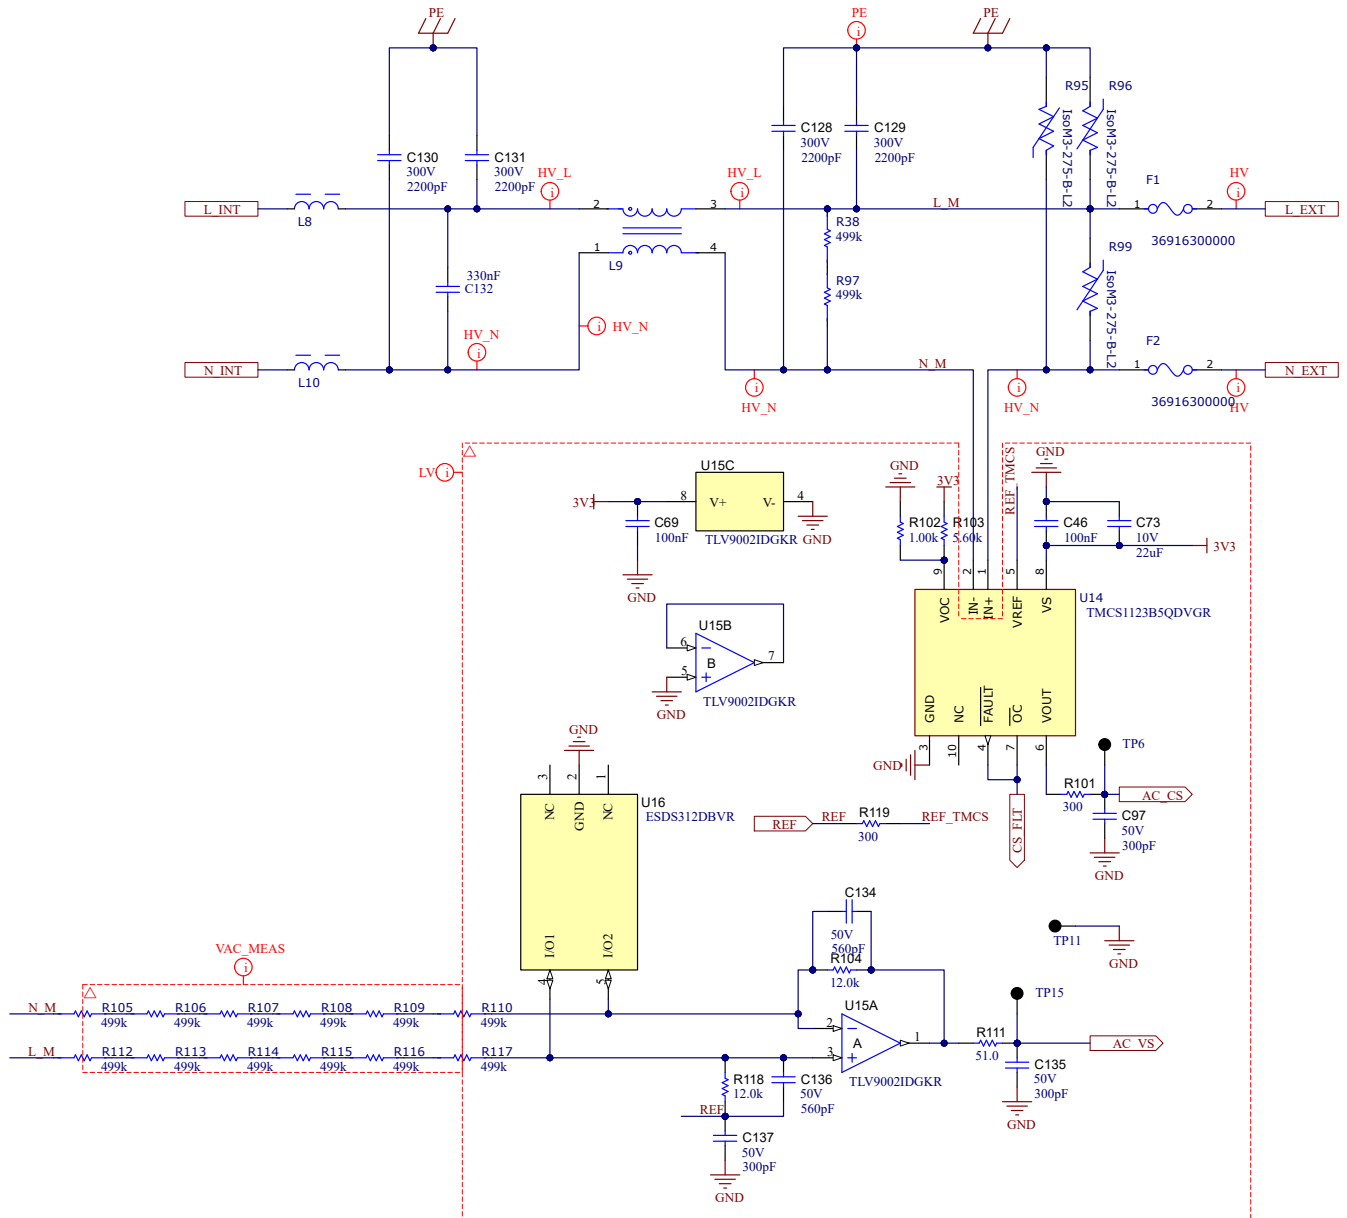 PE
PE
PE
R95
R96
IsoM3-275-B-L2
IsoM3-275-B-L2
C130
300V
2200pF
C131
300V
2200pF
C128
300V
2200pF
C129
300V
2200pF
HV_L
HV_L
F1
HV
L_INT
L8
2
3
L_M
1
2
L_EXT
36916300000
R38
499k
1
4
L9
R97
499k
R99
IsoM3-275-B-L2
330nF
C132
HV_N
HV_N
F2
N_INT
L10
N_M
1
2
N_EXT
36916300000
HV_N
HV_N
HV
LV
U15C
3V3
8
V+
V-
4
GND
C69
100nF
TLV9002IDGKR
GND
GND
3V3
REF_TMCS
GND
R102
1.00k
R103
5.60k
C46
100nF
C73
10V
22uF
3V3
9
2
1
5
8
VOC
IN-
IN+
VREF
VS
U14
TMCS1123B5QDVGR
U15B
6
B
7
5
TLV9002IDGKR
GND
GND
NC
FAULT
OC
VOUT
3
10
4
7
6
GND
TP6
R101
300
AC_CS
C97
50V
300pF
GND
CS_FLT
GND
3
2
1
NC
GND
NC
U16
ESDS312DBVR
I/O1
I/O2
4
5
REF
REF
R119
300
REF_TMCS
C134
50V
560pF
R104
12.0k
TP11
GND
VAC_MEAS
N_M
R105
499k
R106
499k
R107
499k
R108
499k
R109
499k
R110
499k
L_M
R112
499k
R113
499k
R114
499k
R115
499k
R116
499k
R117
499k
U15A
2
A
1
3
TLV9002IDGKR
TP15
R111
51.0
AC_VS
C135
50V
300pF
GND
R118
12.0k
C136
50V
560pF
REF
C137
50V
300pF
GND